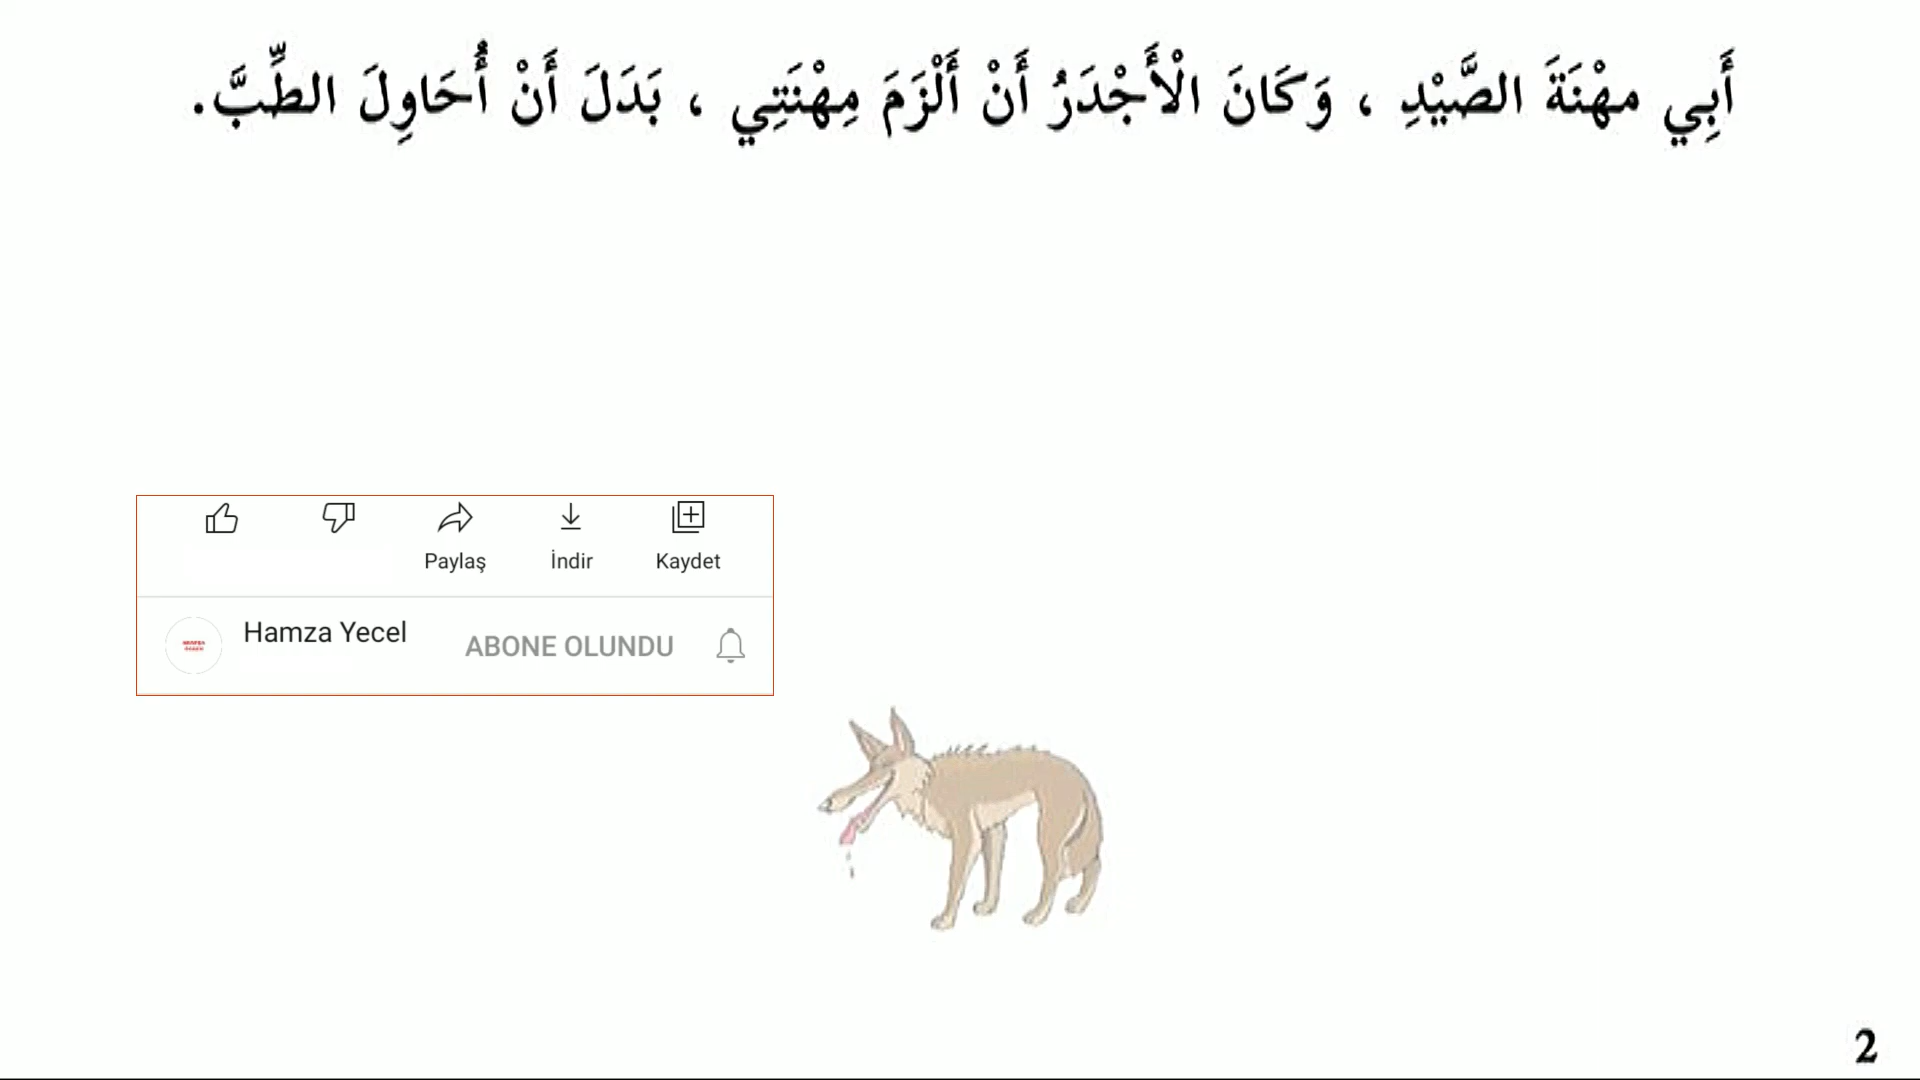 أَبِي مهْنَةَ الصَّيْدِ ، وَكَانَ الْأَجْدَرُ أَنْ أَلْزَمَ مِهْنَتِي ، بَدَلَ أَنْ أُحَاوِلَ الطِّبَّ.
Paylaş İndir Kaydet
Hamza Yecel ABONE OLUNDU
2